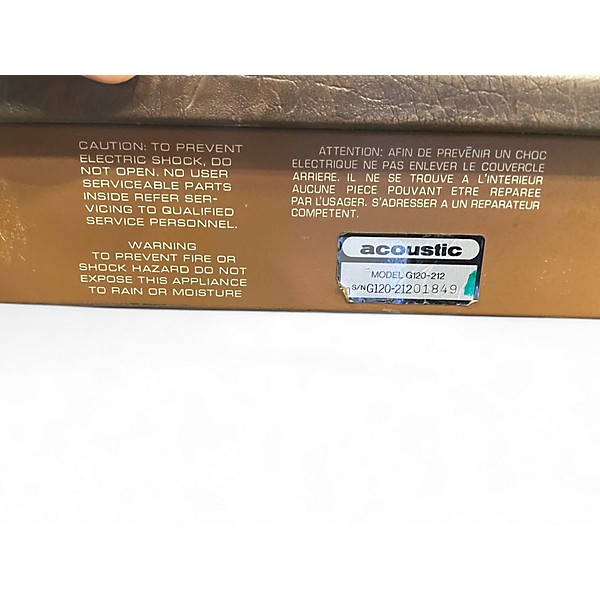 CAUTION: TO PREVENT
ELECTRIC SHOCK, DO
NOT OPEN. NO USER
SERVICEABLE PARTS
INSIDE REFER SER-
VICING TO QUALIFIED
SERVICE PERSONNEL.
WARNING
TO PREVENT FIRE OR
SHOCK HAZARD DO NOT
EXPOSE THIS APPLIANCE
TO RAIN OR MOISTURE
ATTENTION: AFIN DE PREVĒNIR UN CHOC
ELECTRIQUE NE PAS ENLEVER LE COUVERCLE
ARRIERE. IL NE SE TROUVE A L'INTERIEUR
AUCUNE PIECE POUVANT ETRE REPAREE
PAR L'USAGER. S'ADRESSER A UN REPARATEUR
COMPETENT.
acoustic
MODEL G120-212
S/N G120-212 01849